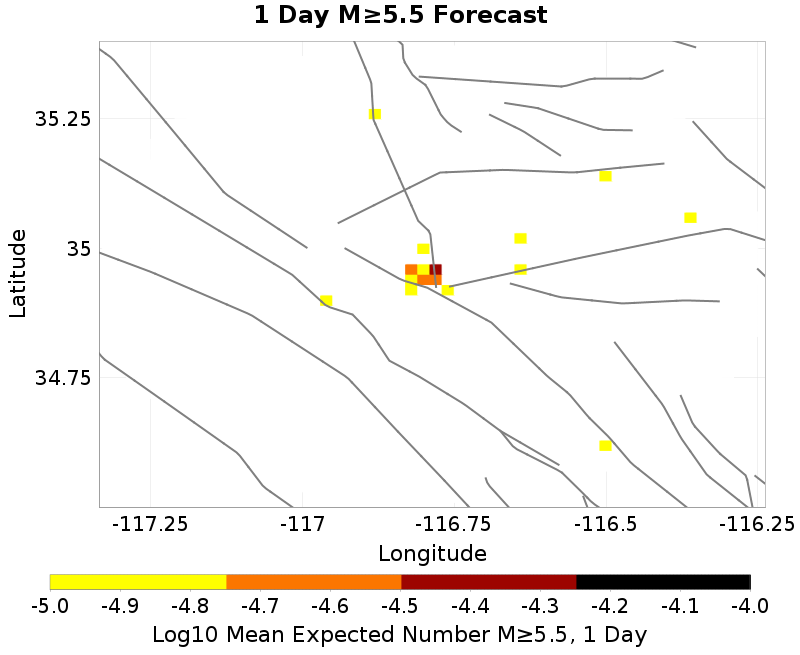 1 Day M≥5.5 Forecast
35.25
35
34.75
Latitude
-117.25 -117 -116.75 -116.5 -116.25
Longitude
-5.0 -4.9 -4.8 -4.7 -4.6 -4.5 -4.4 -4.3 -4.2 -4.1 -4.0
Log10 Mean Expected Number M≥5.5, 1 Day